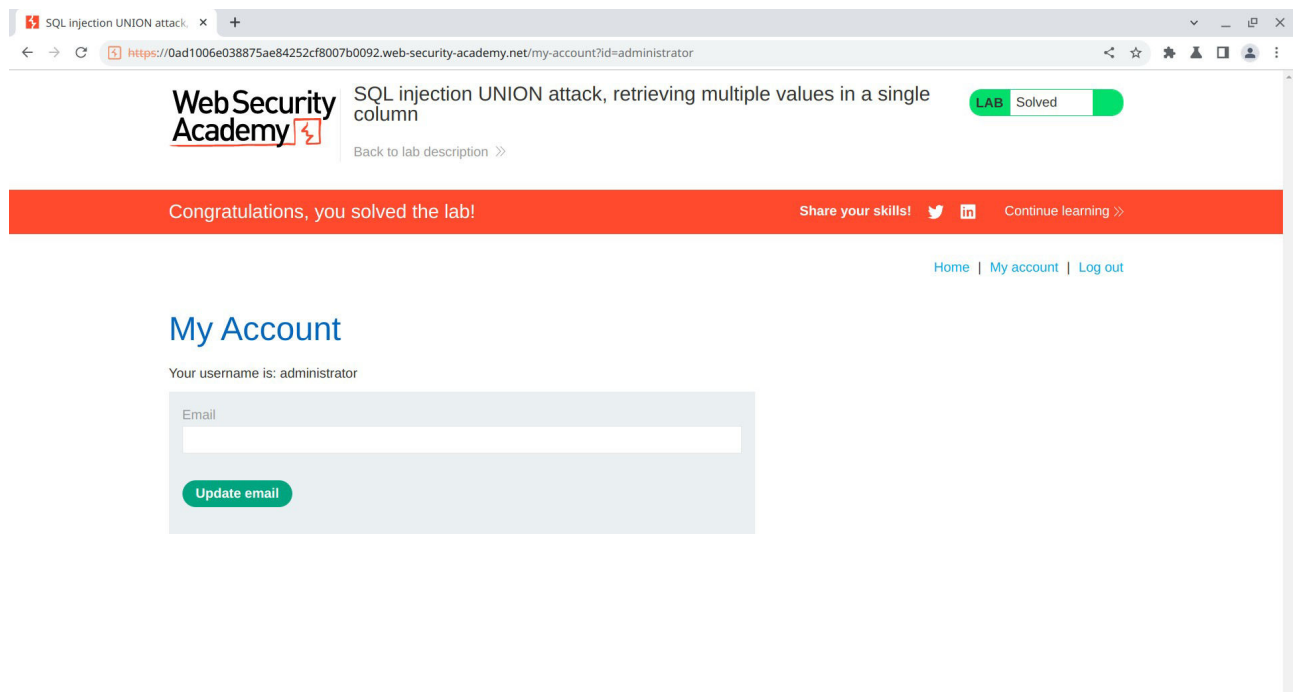 SQL injection UNION attack,
https://0ad1006e038875ae84252cf8007b0092.web-security-academy.net/my-account?id=administrator
WebSecurity
Academy
SQL injection UNION attack, retrieving multiple values in a single
column
LAB Solved
Back to lab description
Congratulations, you solved the lab! Share your skills! Continue learning
Home | My account | Log out
My Account
Your username is: administrator
Email
Update email